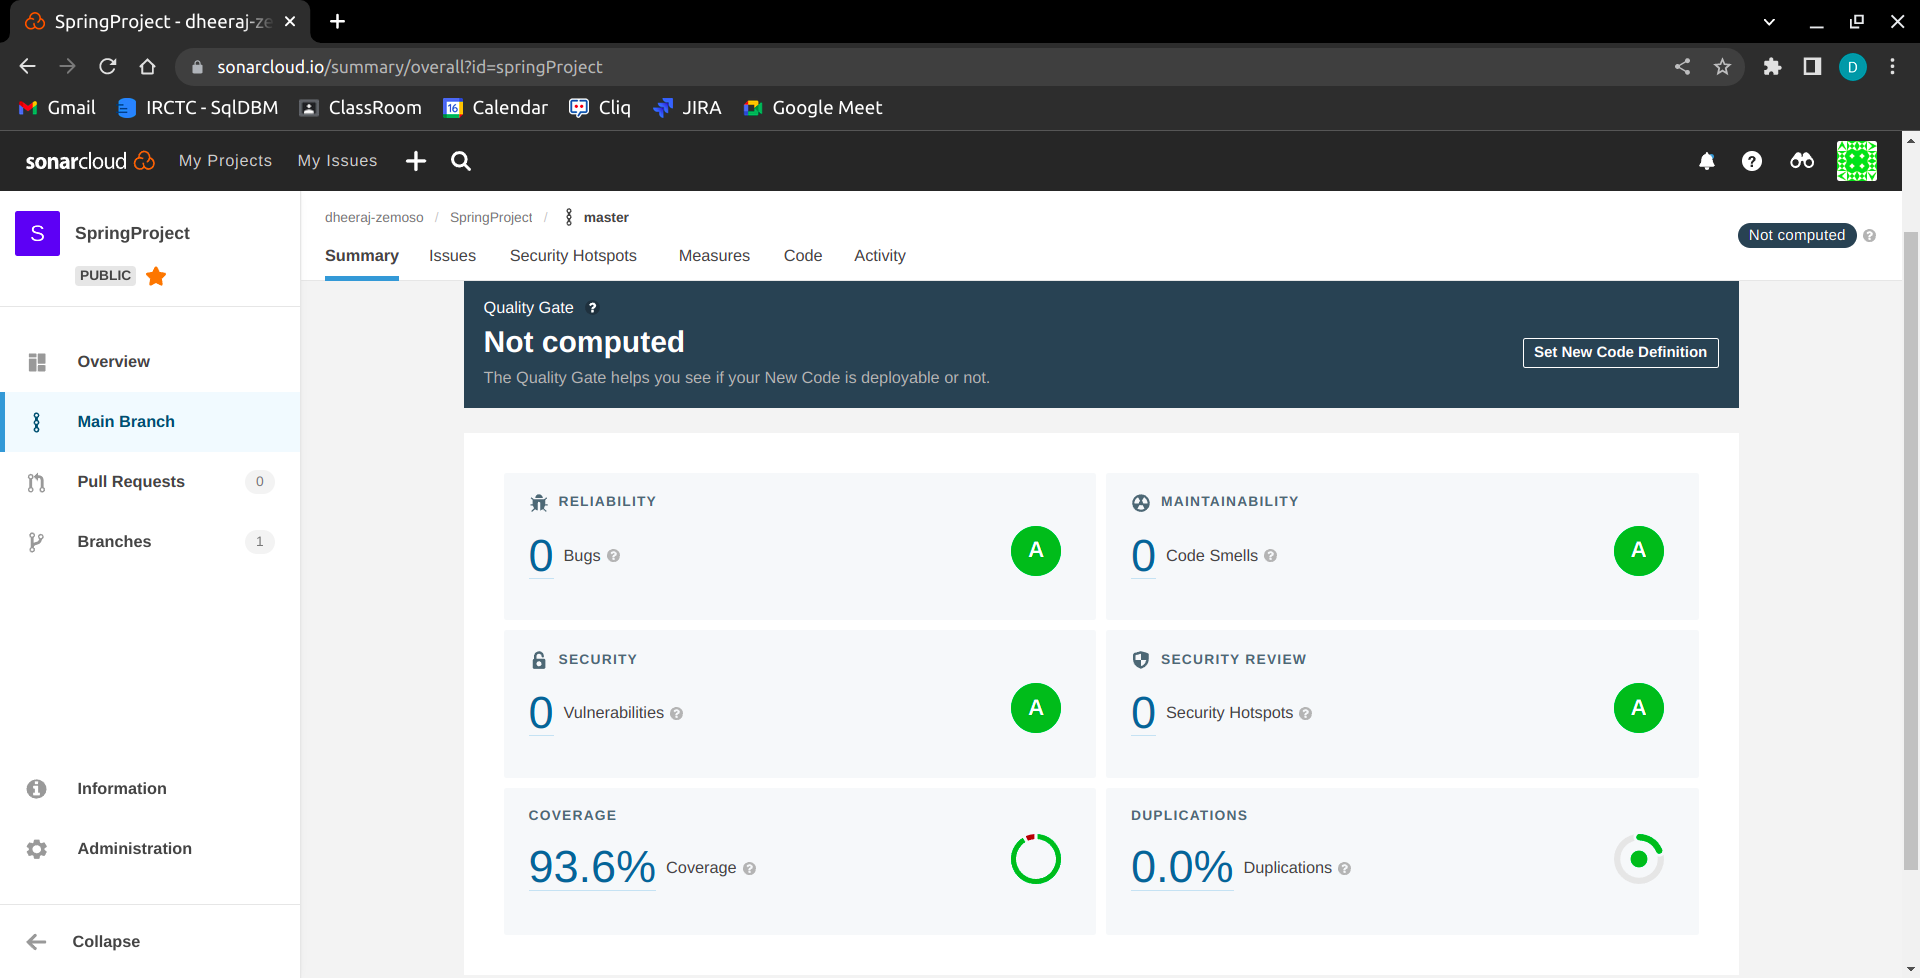 SpringProject - dheeraj-ze
sonarcloud.io/summary/overall?id=springProject
D
Gmail
IRCTC - SqlDBM
ClassRoom
16
Calendar
Cliq
JIRA
Google Meet
sonarcloud
My Projects
My Issues
S
SpringProject
PUBLIC
Overview
Main Branch
Pull Requests
0
Branches
1
Information
Administration
Collapse
dheeraj-zemoso / SpringProject / master
Not computed
Summary
Issues
Security Hotspots
Measures
Code
Activity
Quality Gate
Not computed
The Quality Gate helps you see if your New Code is deployable or not.
Set New Code Definition
RELIABILITY
0 Bugs
A
MAINTAINABILITY
0 Code Smells
A
SECURITY
0 Vulnerabilities
A
SECURITY REVIEW
0 Security Hotspots
A
COVERAGE
93.6% Coverage
DUPLICATIONS
0.0% Duplications